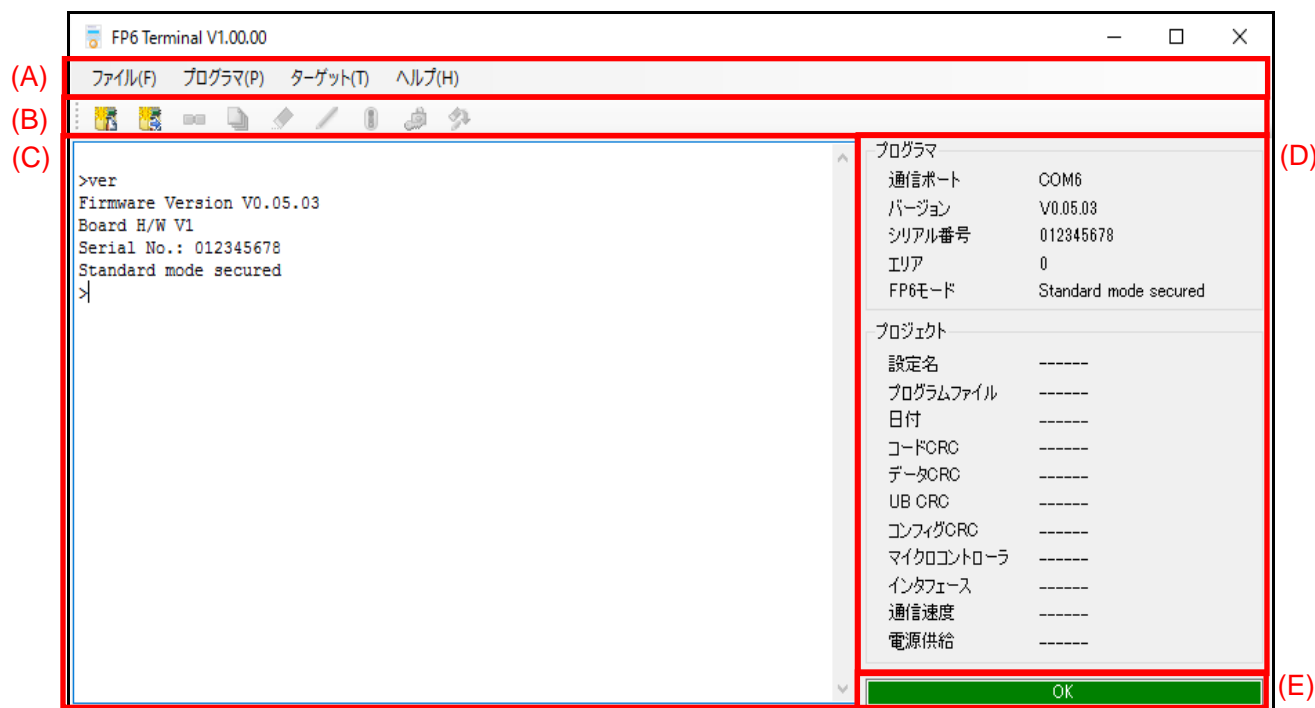 FP6 Terminal V1.00.00
(A)
ファイル(F) プログラマ(P) ターゲット(T) ヘルプ(H)
(B)
(C)
>ver
Firmware Version V0.05.03
Board H/W V1
Serial No.: 012345678
Standard mode secured
>
(D)
プログラマ
通信ポート COM6
バージョン V0.05.03
シリアル番号 012345678
エリア 0
FP6モード Standard mode secured
プロジェクト
設定名 ------
プログラムファイル ------
日付 ------
コードCRC ------
データCRC ------
UB CRC ------
コンフィグCRC ------
マイクロコントローラ ------
インタフェース ------
通信速度 ------
電源供給 ------
OK
(E)